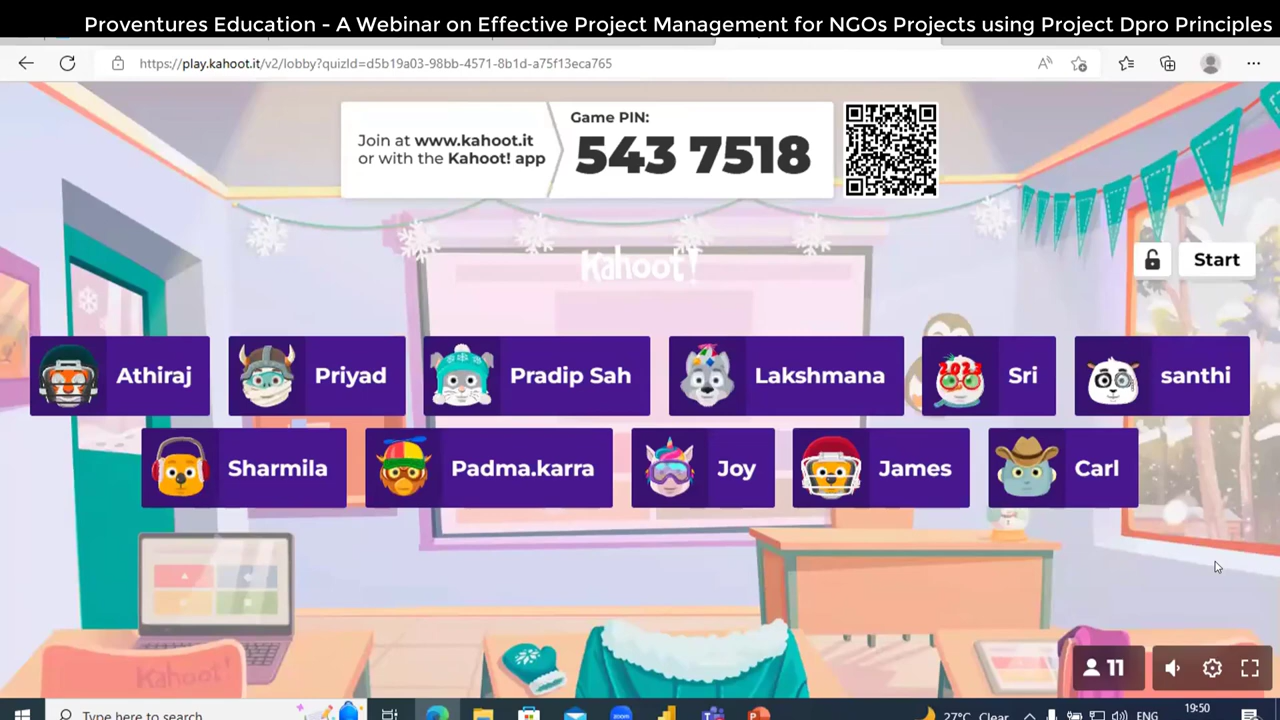 Proventures Education - A Webinar on Effective Project Management for NGOs Projects using Project Dpro Principles
https://play.kahoot.it/v2/lobby?quizId=d5b19a03-98bb-4571-8b1d-a75f13eca765
Join at www.kahoot.it
or with the Kahoot! app
Game PIN:
543 7518
Kahoot!
Start
Athiraj
Priyad
Pradip Sah
Lakshmana
2023
Sri
santhi
Sharmila
Padma.karra
Joy
James
Carl
Kahoot!
11
Type here to search
27°C Clear
ENG
19:50